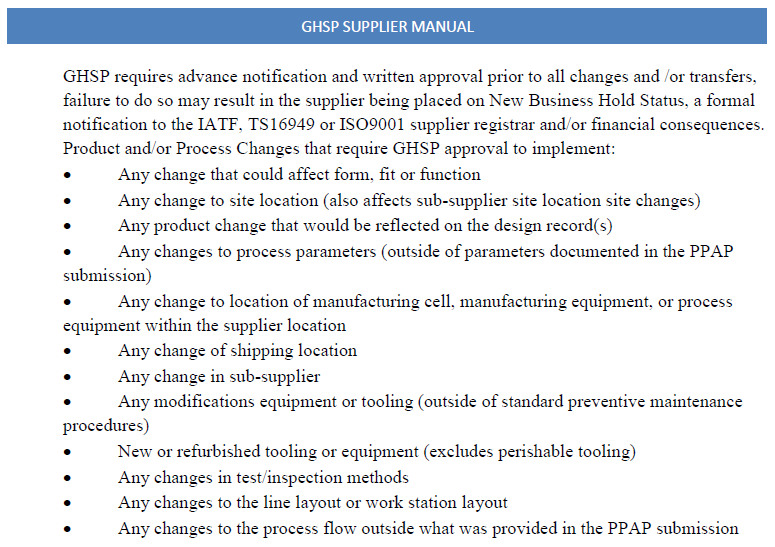 GHSP SUPPLIER MANUAL
GHSP requires advance notification and written approval prior to all changes and /or transfers,
failure to do so may result in the supplier being placed on New Business Hold Status, a formal
notification to the IATF, TS16949 or ISO9001 supplier registrar and/or financial consequences.
Product and/or Process Changes that require GHSP approval to implement:
• Any change that could affect form, fit or function
• Any change to site location (also affects sub-supplier site location site changes)
• Any product change that would be reflected on the design record(s)
• Any changes to process parameters (outside of parameters documented in the PPAP
submission)
• Any change to location of manufacturing cell, manufacturing equipment, or process
equipment within the supplier location
• Any change of shipping location
• Any change in sub-supplier
• Any modifications equipment or tooling (outside of standard preventive maintenance
procedures)
• New or refurbished tooling or equipment (excludes perishable tooling)
• Any changes in test/inspection methods
• Any changes to the line layout or work station layout
• Any changes to the process flow outside what was provided in the PPAP submission